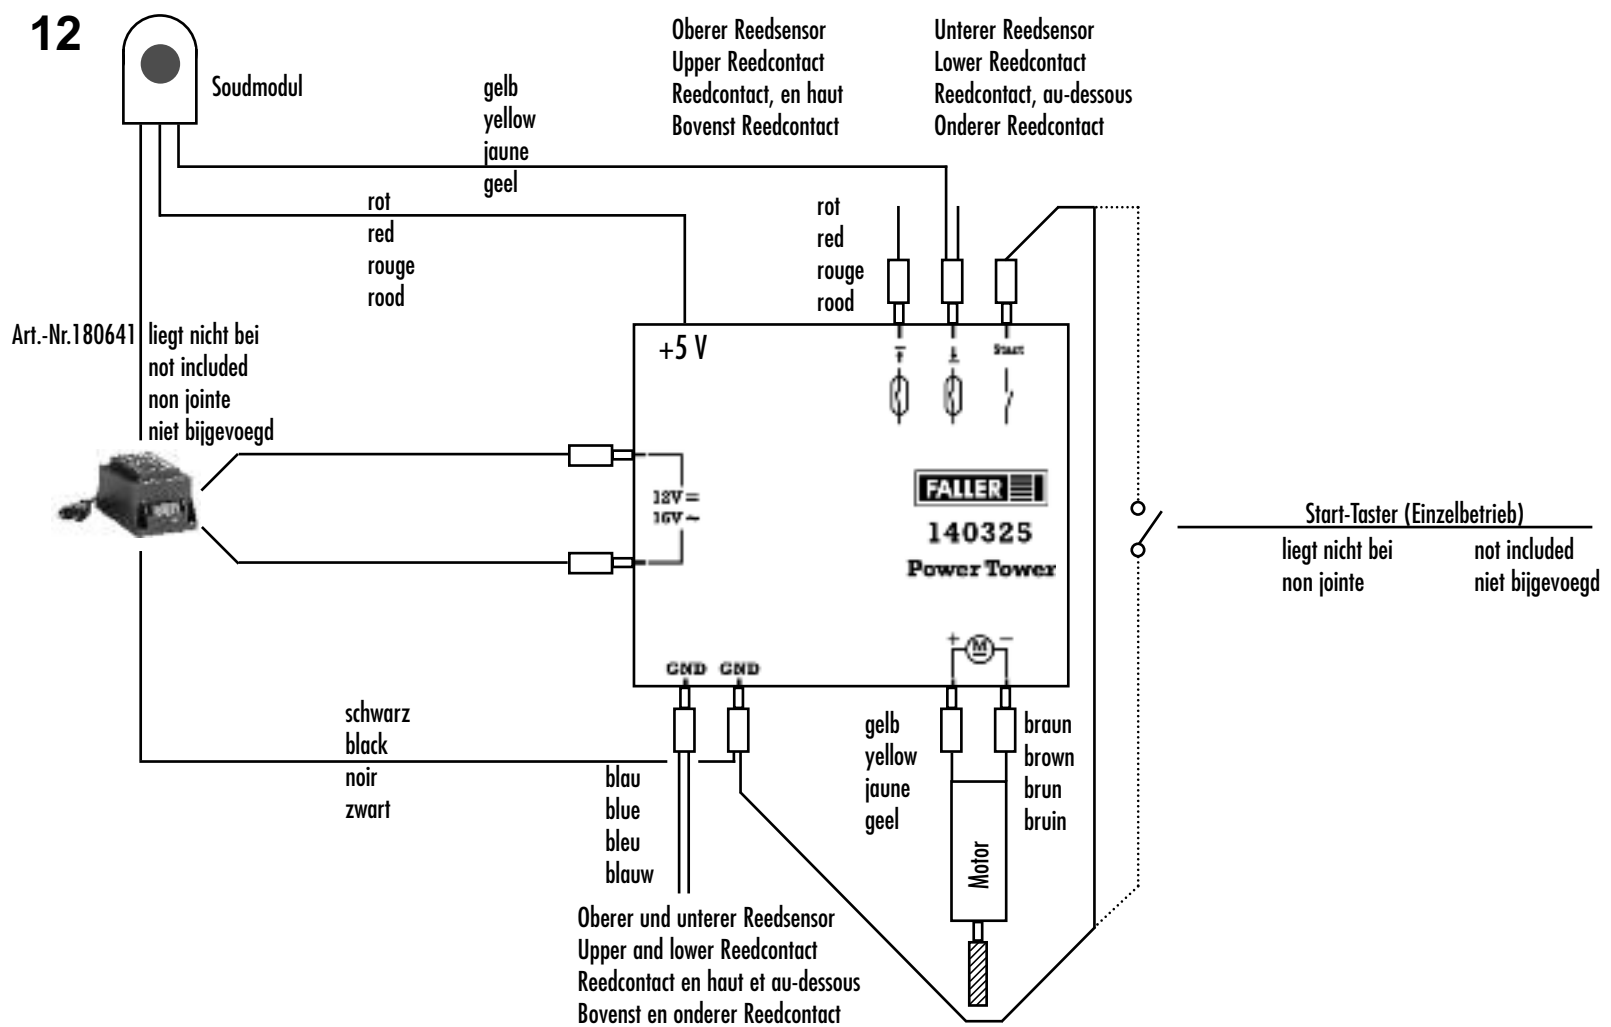 12
Soudmodul
gelb
yellow
jaune
geel
Oberer Reedsensor
Upper Reedcontact
Reedcontact, en haut
Bovenst Reedcontact
Unterer Reedsensor
Lower Reedcontact
Reedcontact, au-dessous
Onderer Reedcontact
rot
red
rouge
rood
rot
red
rouge
rood
Art.-Nr.180641
liegt nicht bei
not included
non jointe
niet bijgevoegd
+5 V
Start
12V =
16V ~
FALLER
140325
Power Tower
Start-Taster (Einzelbetrieb)
liegt nicht bei
non jointe
not included
niet bijgevoegd
+ M −
GND GND
schwarz
black
noir
zwart
blau
blue
bleu
blauw
gelb
yellow
jaune
geel
braun
brown
brun
bruin
Motor
Oberer und unterer Reedsensor
Upper and lower Reedcontact
Reedcontact en haut et au-dessous
Bovenst en onderer Reedcontact